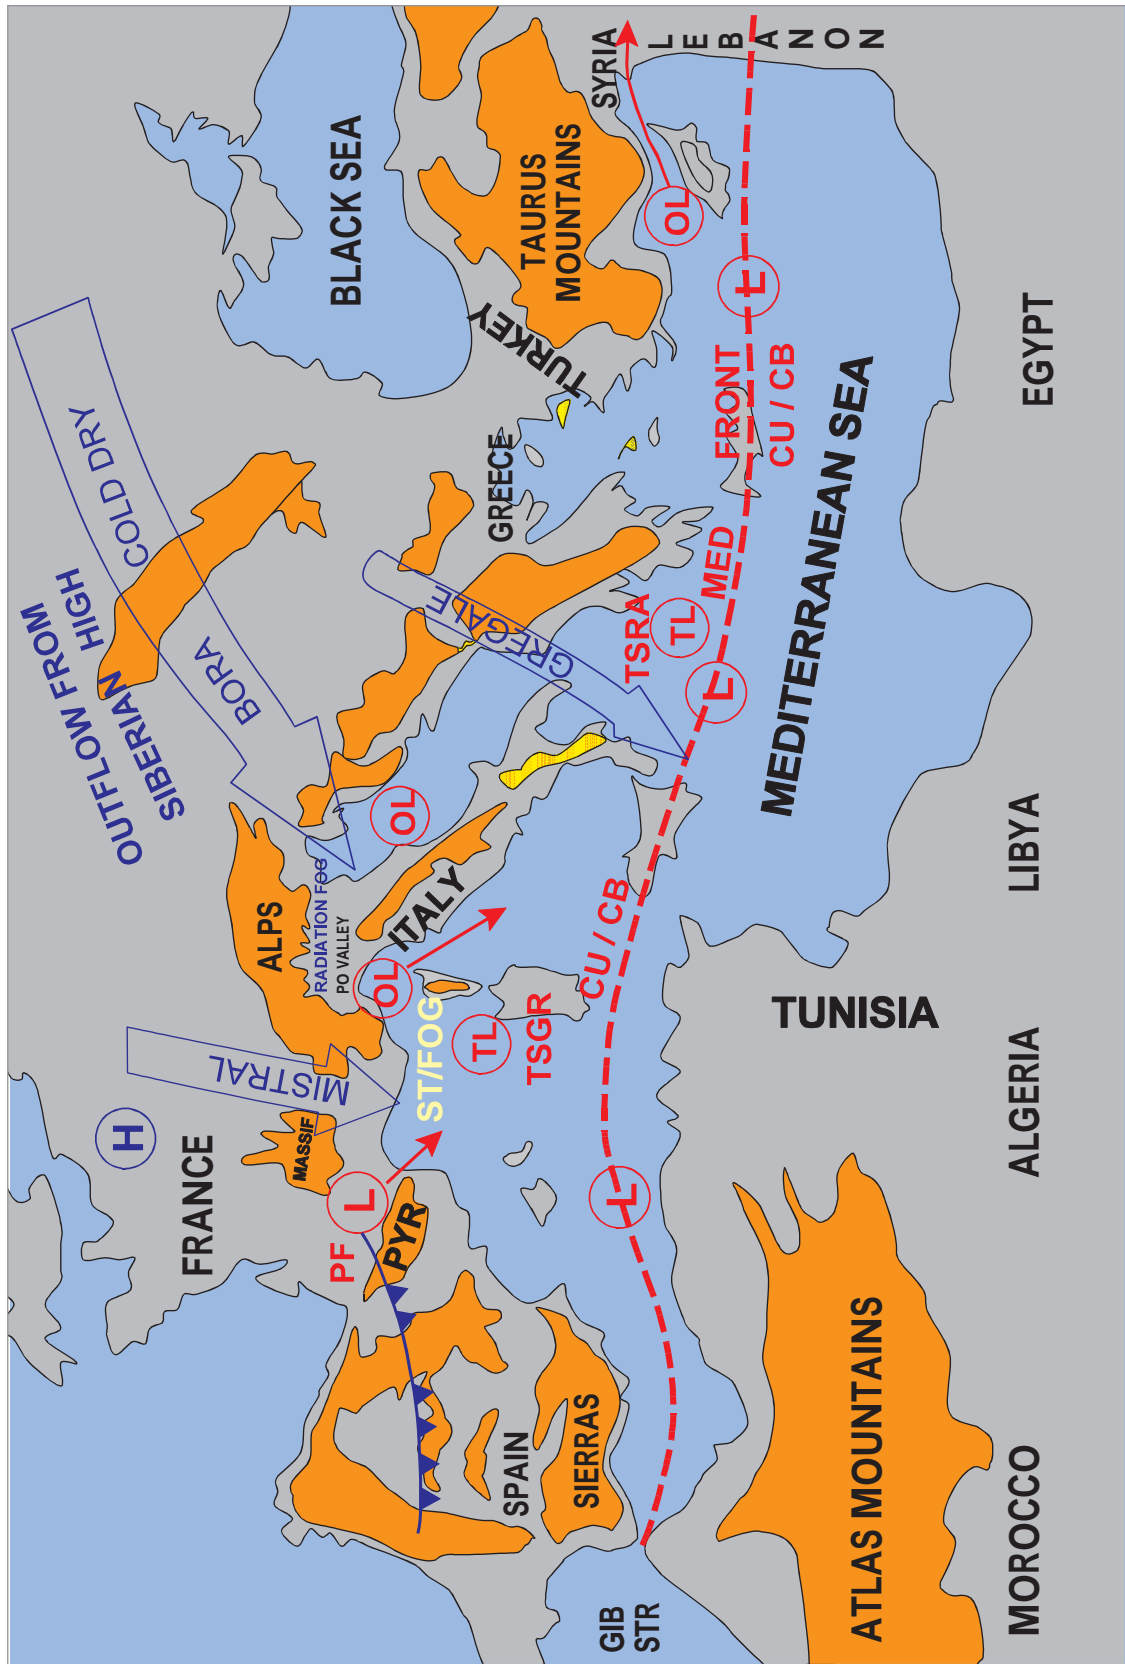 OUTFLOW FROM
SIBERIAN HIGH
COLD DRY
BORA
BLACK SEA
H
FRANCE
MISTRAL
MASSIF
ALPS
RADIATION FOG
PO VALLEY
GREGALE
TURKEY
TAURUS
MOUNTAINS
SYRIA
LEBANON
PF
L
PYR
ST/FOG
OL
ITALY
OL
GREECE
OL
TL
TSGR
TSRA
TL
MED
FRONT
CU / CB
L
L
CU / CB
L
SPAIN
SIERRAS
GIB
STR
MEDITERRANEAN SEA
TUNISIA
ATLAS MOUNTAINS
MOROCCO
ALGERIA
LIBYA
EGYPT